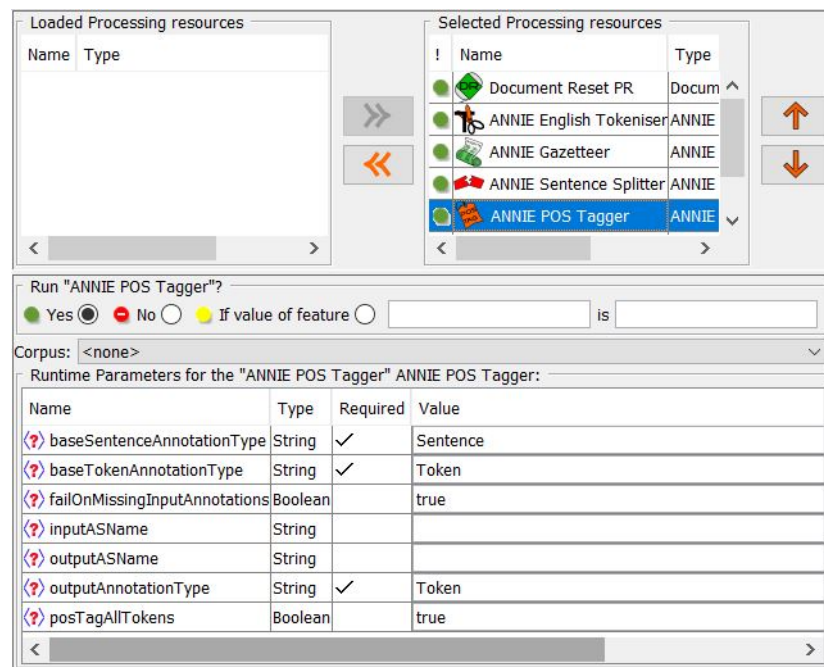 Loaded Processing resources
Name Type
Selected Processing resources
! Name Type
Document Reset PR Docum
ANNIE English Tokeniser ANNIE
ANNIE Gazetteer ANNIE
ANNIE Sentence Splitter ANNIE
ANNIE POS Tagger ANNIE
Run "ANNIE POS Tagger"?
Yes No If value of feature is
Corpus: <none>
Runtime Parameters for the "ANNIE POS Tagger" ANNIE POS Tagger:
Name Type Required Value
<?> baseSentenceAnnotationType String ✓ Sentence
<?> baseTokenAnnotationType String ✓ Token
<?> failOnMissingInputAnnotations Boolean true
<?> inputASName String
<?> outputASName String
<?> outputAnnotationType String ✓ Token
<?> posTagAllTokens Boolean true